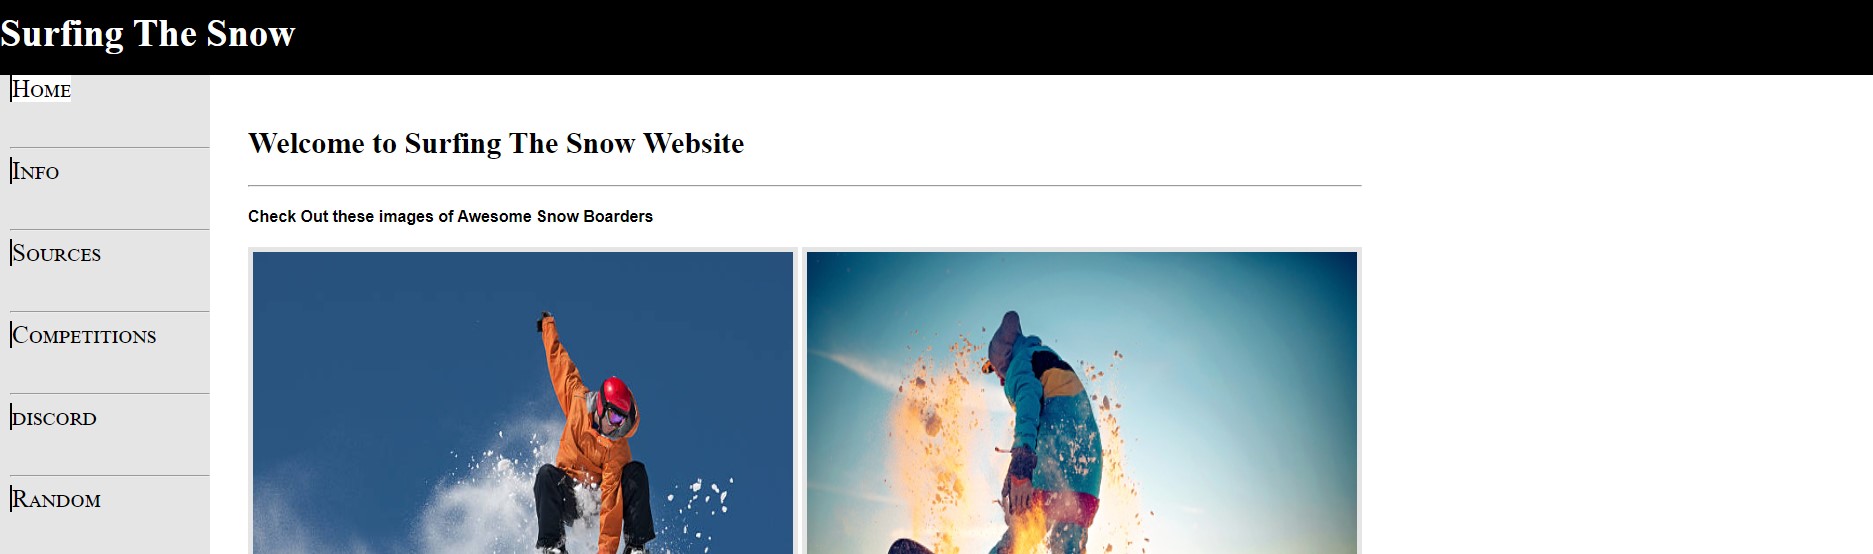 Surfing The Snow
Home
Info
Sources
Competitions
discord
Random
Welcome to Surfing The Snow Website
Check Out these images of Awesome Snow Boarders